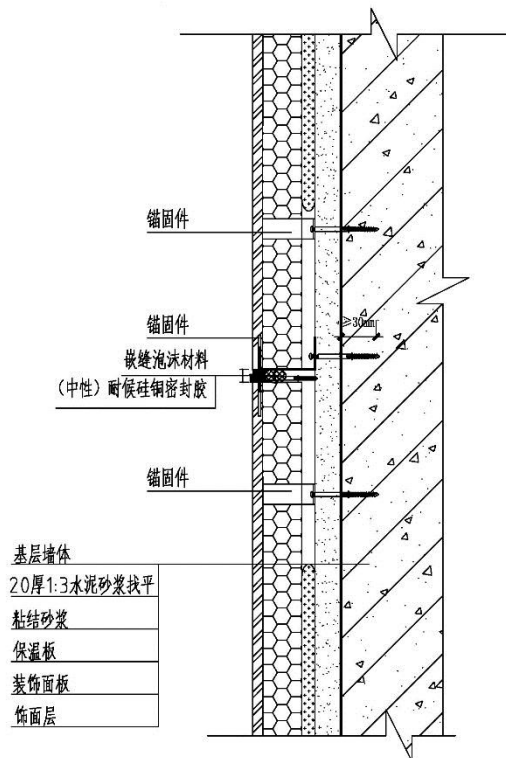 锚固件
≥30mm
锚固件
嵌缝泡沫材料
（中性）耐候硅铜密封胶
锚固件
基层墙体
20厚1:3水泥砂浆找平
粘结砂浆
保温板
装饰面板
饰面层